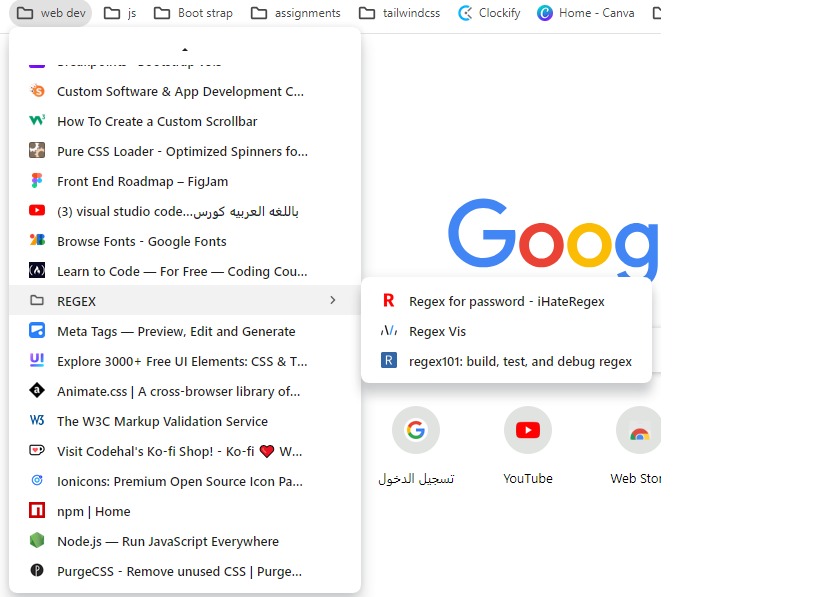 web dev
js
Boot strap
assignments
tailwindcss
Clockify
Home - Canva
Custom Software & App Development C...
How To Create a Custom Scrollbar
Pure CSS Loader - Optimized Spinners fo...
Front End Roadmap – FigJam
(3) visual studio code...باللغه العربيه كورس
Browse Fonts - Google Fonts
Learn to Code — For Free — Coding Cou...
REGEX
Meta Tags — Preview, Edit and Generate
Explore 3000+ Free UI Elements: CSS & T...
Animate.css | A cross-browser library of...
The W3C Markup Validation Service
Visit Codehal's Ko-fi Shop! - Ko-fi ❤️ W...
Ionicons: Premium Open Source Icon Pa...
npm | Home
Node.js — Run JavaScript Everywhere
PurgeCSS - Remove unused CSS | Purge...
Regex for password - iHateRegex
Regex Vis
regex101: build, test, and debug regex
Goog
تسجيل الدخول
YouTube
Web Stor